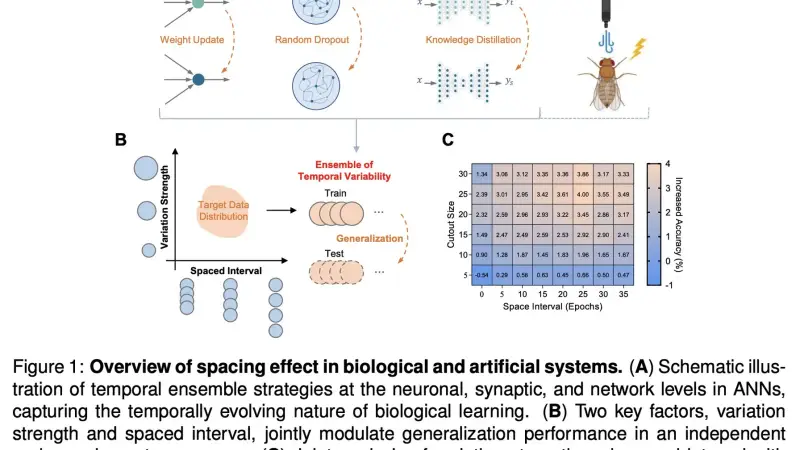 x
x
Weight Update
Random Dropout
Knowledge Distillation
x
B
C
Variation Strength
Target Data
Distribution
Spaced Interval
Ensemble of
Temporal Variability
Train
...
Generalization
Test
...
Cutout Size
30 1.34 3.06 3.12 3.35 3.36 3.86 3.17 3.33
25 2.39 3.01 2.95 3.42 3.61 4.00 3.55 3.49
20 2.32 2.59 2.96 2.93 3.22 3.45 2.86 3.17
15 1.49 2.47 2.49 2.59 2.53 2.92 2.90 2.41
10 0.90 1.28 1.87 1.45 1.83 1.96 1.65 1.67
5 -0.54 0.29 0.56 0.63 0.45 0.66 0.50 0.47
0 5 10 15 20 25 30 35
Space Interval (Epochs)
4
3
2
1
0
-1
Increased Accuracy (%)
Figure 1: Overview of spacing effect in biological and artificial systems. (A) Schematic illus-
tration of temporal ensemble strategies at the neuronal, synaptic, and network levels in ANNs,
capturing the temporally evolving nature of biological learning. (B) Two key factors, variation
strength and spaced interval, jointly modulate generalization performance in an independent